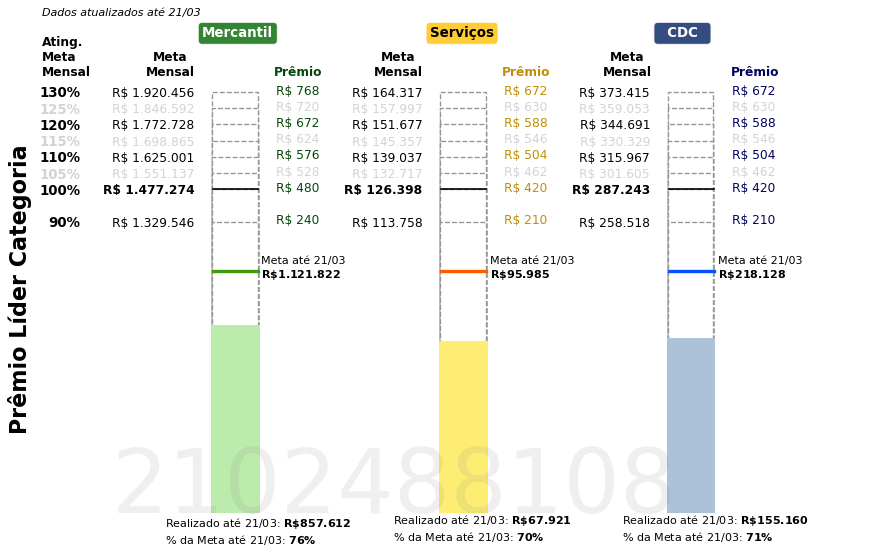 Dados atualizados até 21/03
Mercantil Serviços CDC
Ating.
Meta Meta Meta Meta
Mensal Mensal Prêmio Mensal Prêmio Mensal Prêmio
130% R$ 1.920.456 R$ 768 R$ 164.317 R$ 672 R$ 373.415 R$ 672
125% R$ 1.846.592 R$ 720 R$ 157.997 R$ 630 R$ 359.053 R$ 630
120% R$ 1.772.728 R$ 672 R$ 151.677 R$ 588 R$ 344.691 R$ 588
115% R$ 1.698.865 R$ 624 R$ 145.357 R$ 546 R$ 330.329 R$ 546
110% R$ 1.625.001 R$ 576 R$ 139.037 R$ 504 R$ 315.967 R$ 504
105% R$ 1.551.137 R$ 528 R$ 132.717 R$ 462 R$ 301.605 R$ 462
100% R$ 1.477.274 R$ 480 R$ 126.398 R$ 420 R$ 287.243 R$ 420
90% R$ 1.329.546 R$ 240 R$ 113.758 R$ 210 R$ 258.518 R$ 210
Meta até 21/03 Meta até 21/03 Meta até 21/03
R$1.121.822 R$95.985 R$218.128
Prêmio Líder Categoria
2102488108
Realizado até 21/03: R$857.612 Realizado até 21/03: R$67.921 Realizado até 21/03: R$155.160
% da Meta até 21/03: 76% % da Meta até 21/03: 70% % da Meta até 21/03: 71%